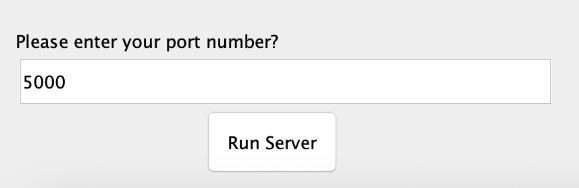 Please enter your port number?
5000
Run Server